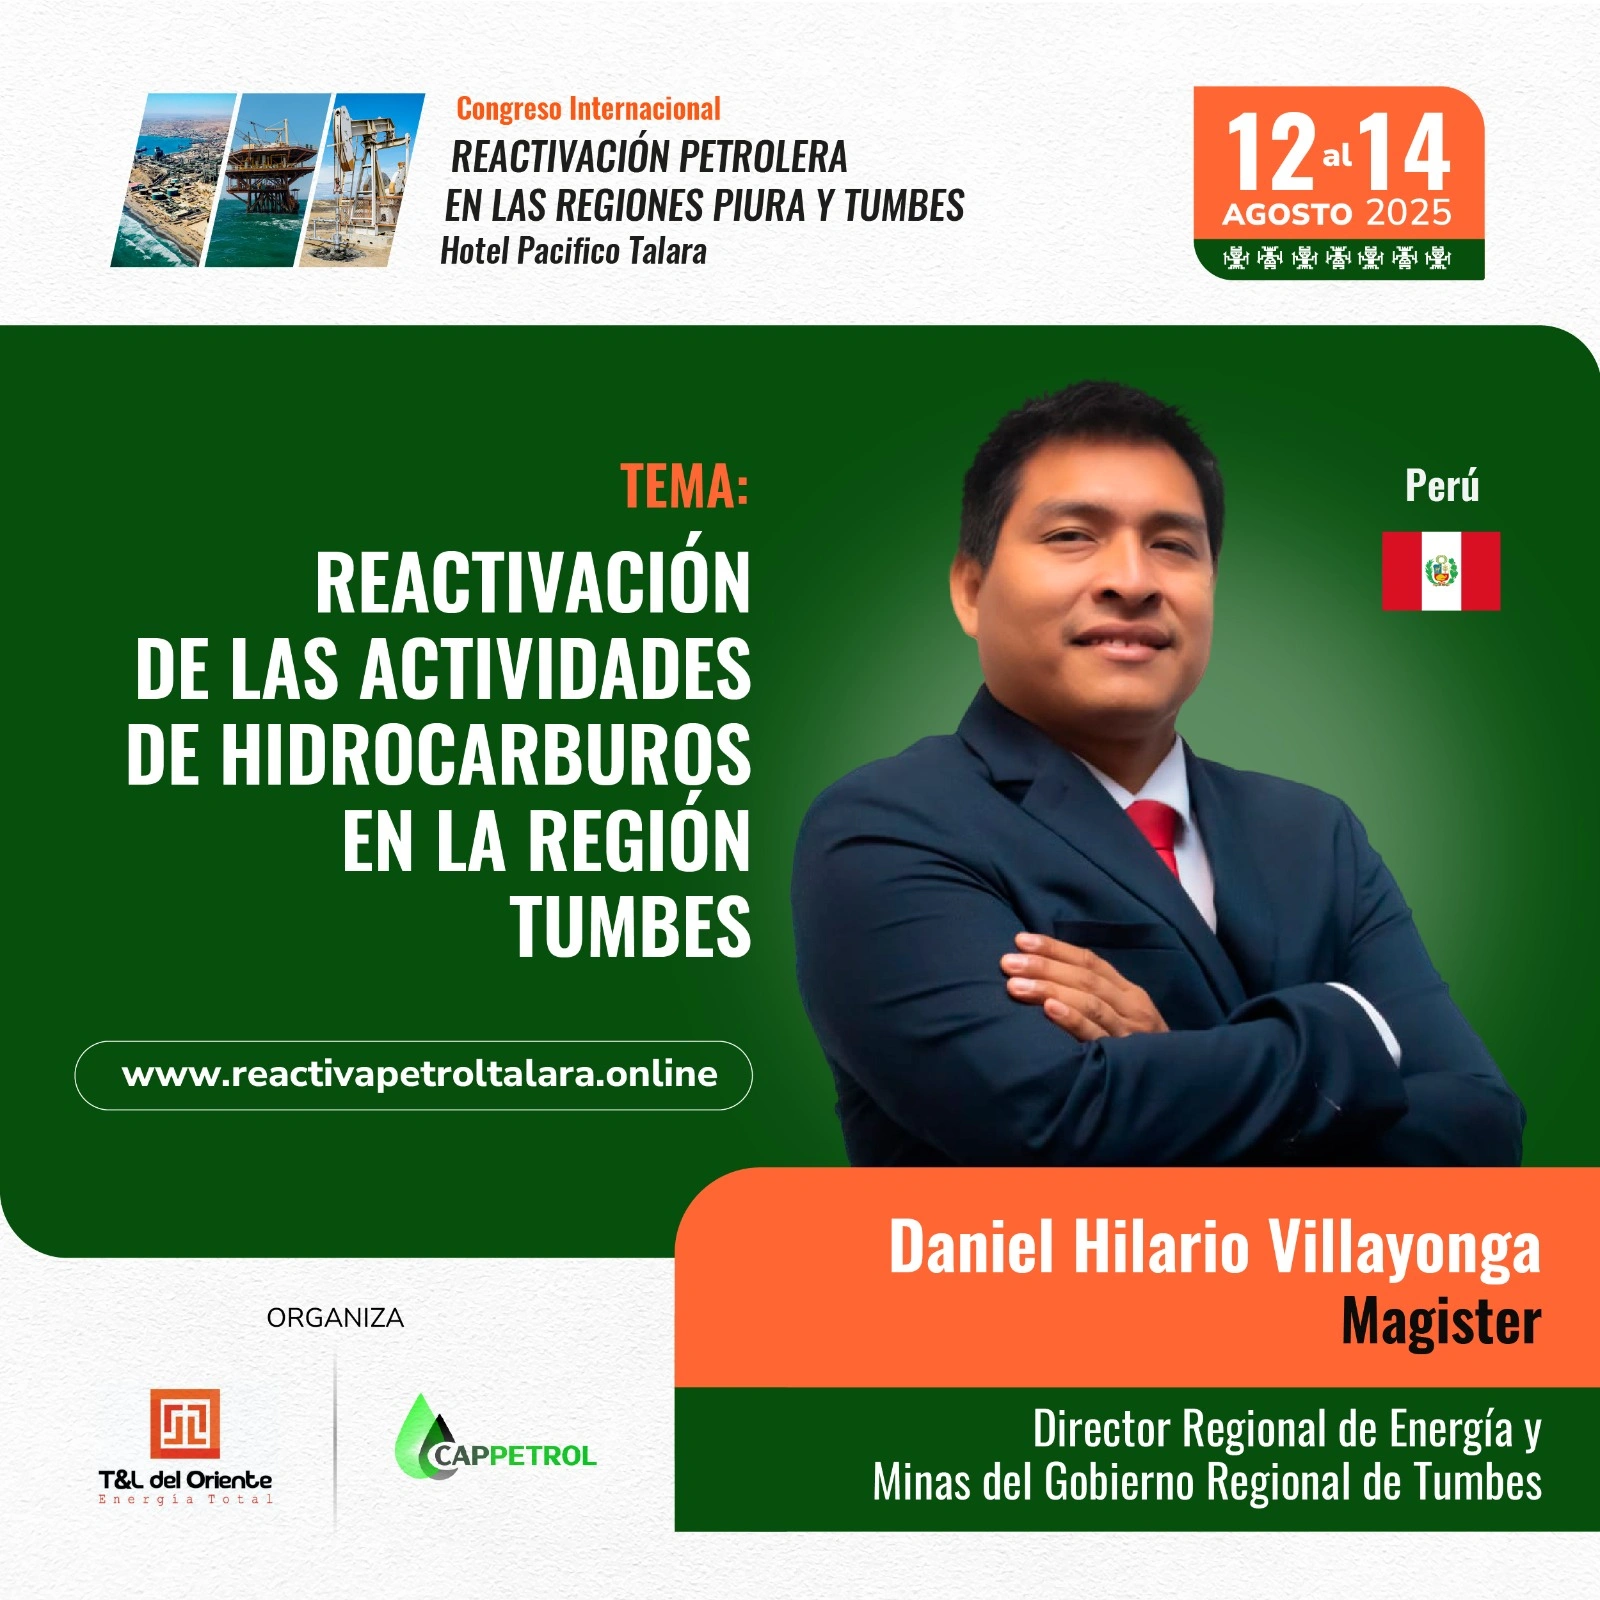 Congreso Internacional
REACTIVACIÓN PETROLERA
EN LAS REGIONES PIURA Y TUMBES
Hotel Pacifico Talara
12 al 14
AGOSTO 2025
TEMA:
REACTIVACIÓN
DE LAS ACTIVIDADES
DE HIDROCARBUROS
EN LA REGIÓN
TUMBES
Perú
www.reactivapetroltalara.online
Daniel Hilario Villayonga
Magister
Director Regional de Energía y
Minas del Gobierno Regional de Tumbes
ORGANIZA
T&L del Oriente
Energía Total
CAPPETROL